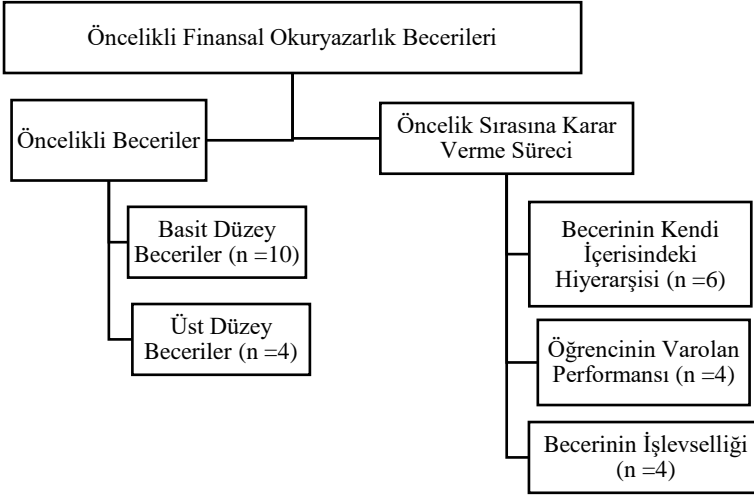 Öncelikli Finansal Okuryazarlık Becerileri
Öncelikli Beceriler
Basit Düzey
Beceriler (n =10)
Üst Düzey
Beceriler (n =4)
Öncelik Sırasına Karar
Verme Süreci
Becerinin Kendi
İçerisindeki
Hiyerarşisi (n =6)
Öğrencinin Varolan
Performansı (n =4)
Becerinin İşlevselliği
(n =4)